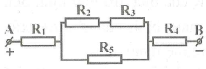 R₂ R₃
A R₁ R₄ B
+ R₅ −